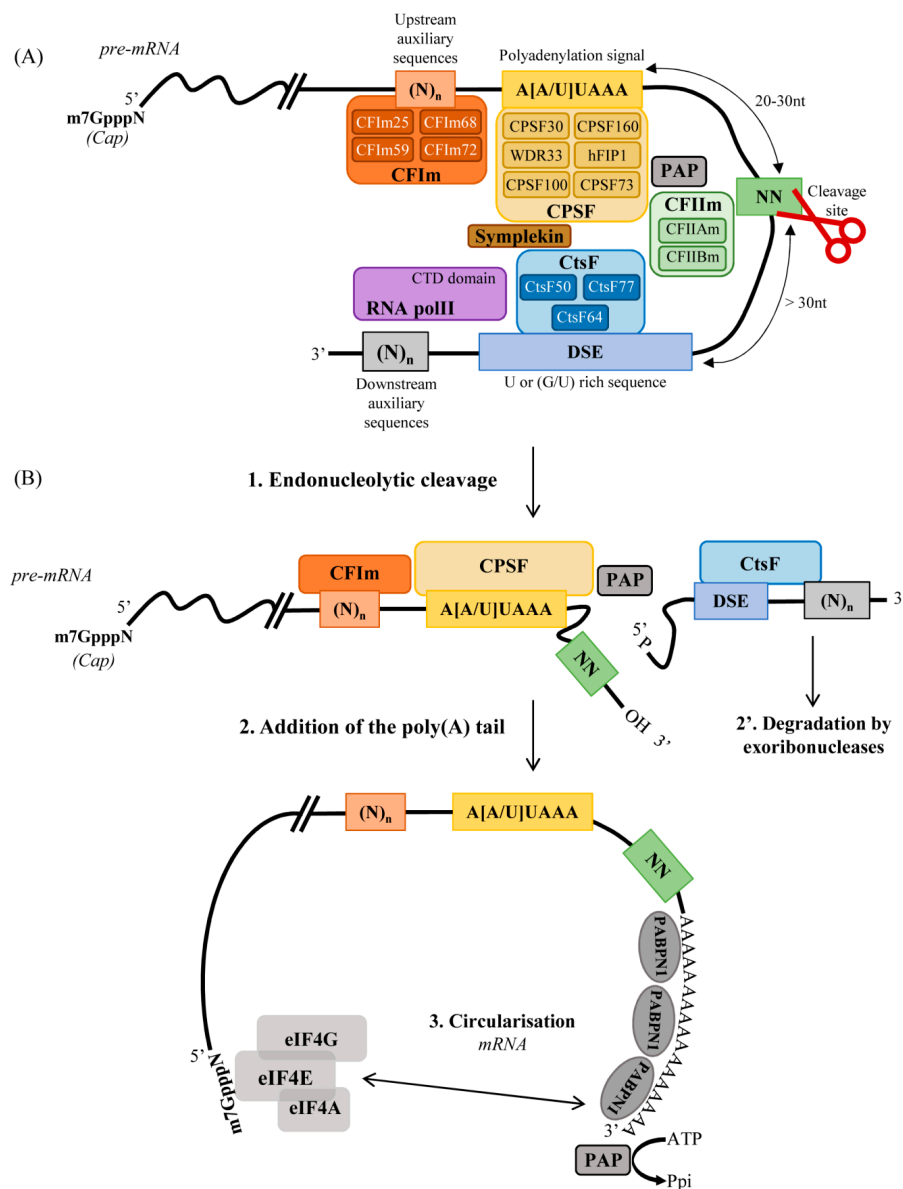 (A)
pre-mRNA
5’
m7GpppN
(Cap)
Upstream
auxiliary
sequences
(N)n
CFIm25 CFIm68
CFIm59 CFIm72
CFIm
Polyadenylation signal
A[A/U]UAAA
CPSF30 CPSF160
WDR33 hFIP1
CPSF100 CPSF73
CPSF
20-30nt
PAP
NN
Cleavage
site
CFIIm
CFIIAm
CFIIBm
Symplekin
CtsF
CtsF50 CtsF77
CtsF64
CTD domain
RNA polII
> 30nt
3’
(N)n
DSE
Downstream
auxiliary
sequences
U or (G/U) rich sequence
(B)
1. Endonucleolytic cleavage
pre-mRNA
5’
m7GpppN
(Cap)
CFIm
(N)n
CPSF
A[A/U]UAAA
PAP
NN
OH 3’
CtsF
DSE
(N)n
3
5’
P
2. Addition of the poly(A) tail
2’. Degradation by
exoribonucleases
(N)n
A[A/U]UAAA
NN
AAAAAAAAAAAAAAAAAAAAA
PABPN1
PABPN1
PABPN1
3. Circularisation
mRNA
5’
m7GpppN
eIF4G
eIF4E
eIF4A
3’
PAP
ATP
Ppi